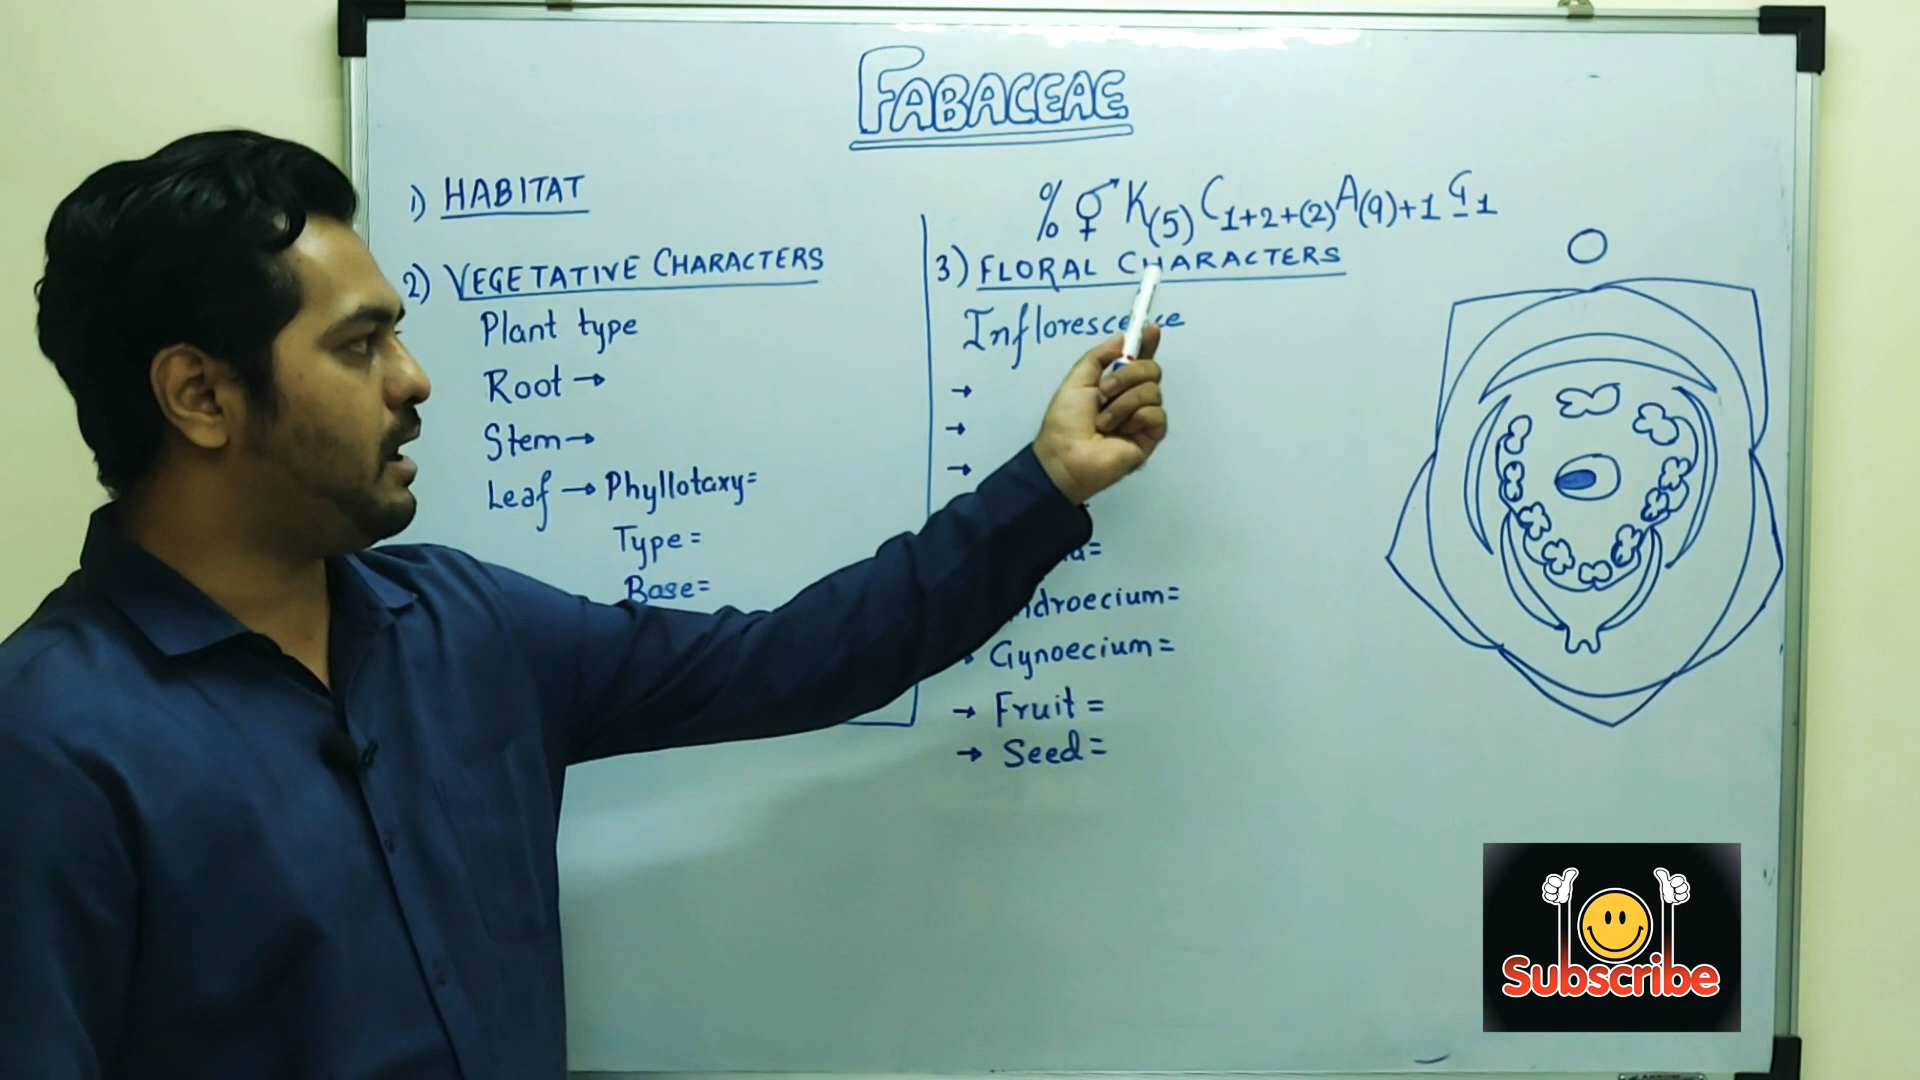 FABACEAE
1) HABITAT
2) VEGETATIVE CHARACTERS
Plant type
Root →
Stem →
Leaf → Phyllotaxy=
Type =
Base=
% ⚥ K(5) C1+2+(2) A(9)+1 G1
3) FLORAL CHARACTERS
Inflorescence
→
→
→
Gynoecium =
→ Fruit =
→ Seed =
Subscribe